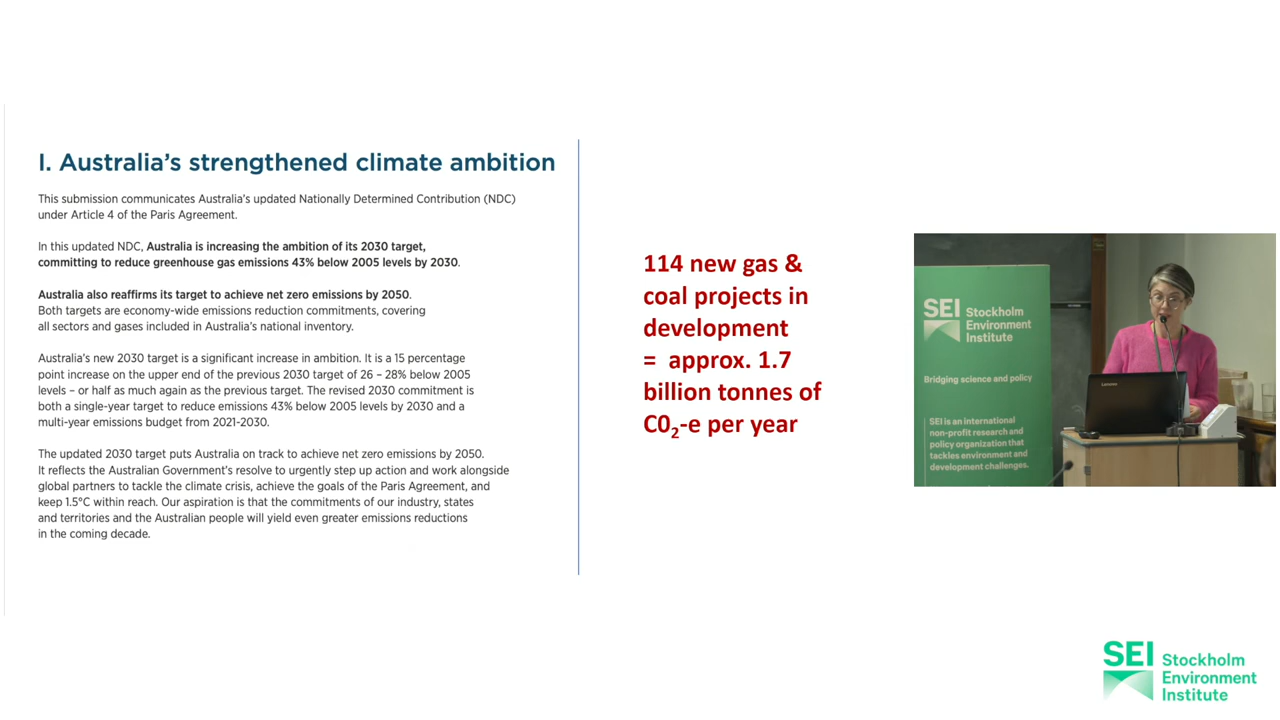 I. Australia's strengthened climate ambition
This submission communicates Australia's updated Nationally Determined Contribution (NDC)
under Article 4 of the Paris Agreement.
In this updated NDC, Australia is increasing the ambition of its 2030 target,
committing to reduce greenhouse gas emissions 43% below 2005 levels by 2030.
Australia also reaffirms its target to achieve net zero emissions by 2050.
Both targets are economy-wide emissions reduction commitments, covering
all sectors and gases included in Australia's national inventory.
Australia's new 2030 target is a significant increase in ambition. It is a 15 percentage
point increase on the upper end of the previous 2030 target of 26 – 28% below 2005
levels – or half as much again as the previous target. The revised 2030 commitment is
both a single-year target to reduce emissions 43% below 2005 levels by 2030 and a
multi-year emissions budget from 2021-2030.
The updated 2030 target puts Australia on track to achieve net zero emissions by 2050.
It reflects the Australian Government's resolve to urgently step up action and work alongside
global partners to tackle the climate crisis, achieve the goals of the Paris Agreement, and
keep 1.5°C within reach. Our aspiration is that the commitments of our industry, states
and territories and the Australian people will yield even greater emissions reductions
in the coming decade.
114 new gas &
coal projects in
development
= approx. 1.7
billion tonnes of
C0₂-e per year
SEI Stockholm
Environment
Institute
Bridging science and policy
SEI is an international
non-profit research and
policy organization that
tackles environment and
development challenges.
Lenovo
SEI Stockholm
Environment
Institute